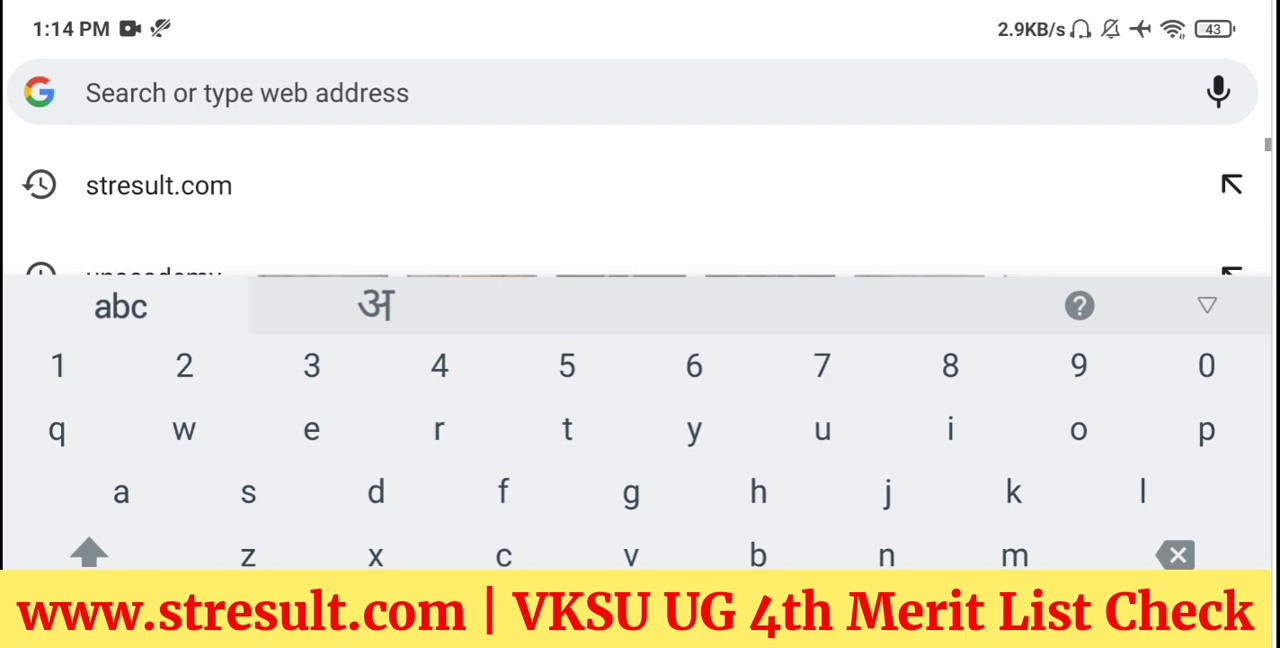 1:14 PM 2.9KB/s 43
Search or type web address
stresult.com
unacademy
abc अ ?
1 2 3 4 5 6 7 8 9 0
q w e r t y u i o p
a s d f g h j k l
z x c v b n m
www.stresult.com | VKSU UG 4th Merit List Check